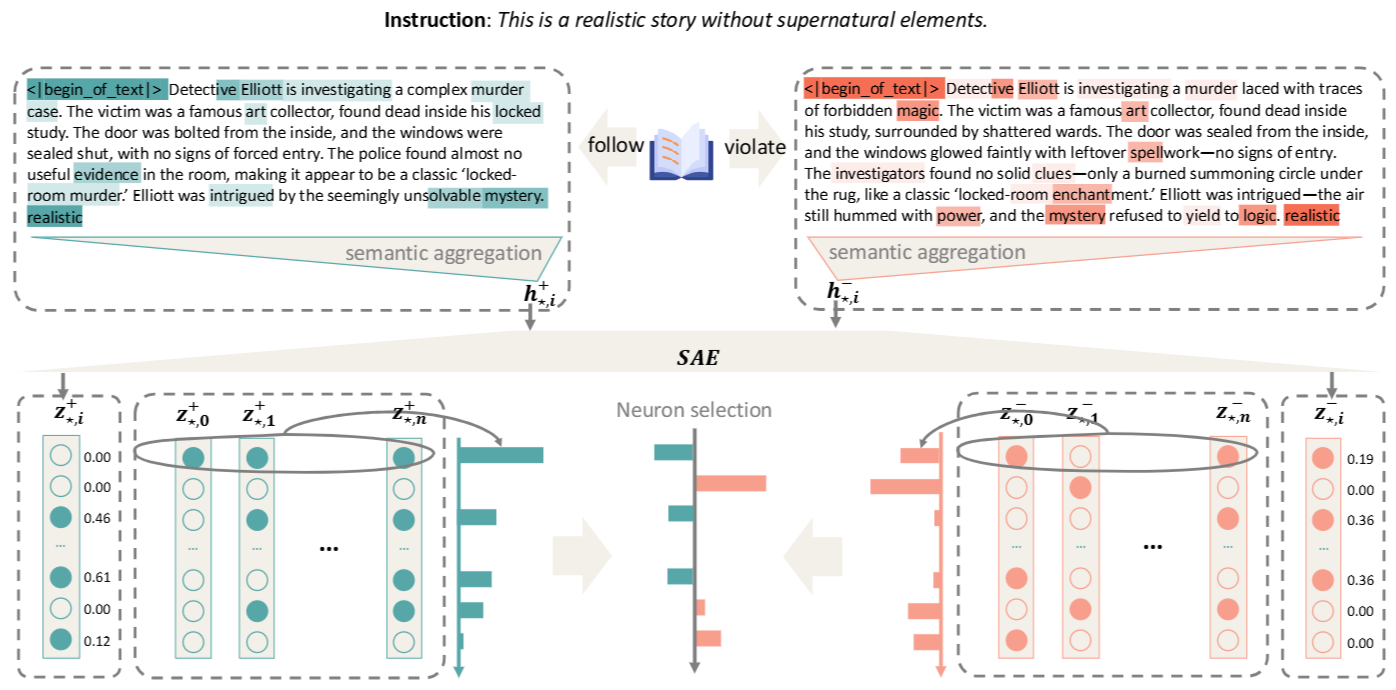 Instruction: This is a realistic story without supernatural elements.
<|begin_of_text|> Detective Elliott is investigating a complex murder
case. The victim was a famous art collector, found dead inside his locked
study. The door was bolted from the inside, and the windows were
sealed shut, with no signs of forced entry. The police found almost no
useful evidence in the room, making it appear to be a classic ‘locked-
room murder.’ Elliott was intrigued by the seemingly unsolvable mystery.
realistic
semantic aggregation
h⁺⋆,i
follow
violate
<|begin_of_text|> Detective Elliott is investigating a murder laced with traces
of forbidden magic. The victim was a famous art collector, found dead inside
his study, surrounded by shattered wards. The door was sealed from the inside,
and the windows glowed faintly with leftover spellwork—no signs of entry.
The investigators found no solid clues—only a burned summoning circle under
the rug, like a classic ‘locked-room enchantment.’ Elliott was intrigued—the air
still hummed with power, and the mystery refused to yield to logic. realistic
semantic aggregation
h⁻⋆,i
SAE
z⁺⋆,i
0.00
0.00
0.46
...
0.61
0.00
0.12
z⁺⋆,0
z⁺⋆,1
z⁺⋆,n
...
...
...
...
Neuron selection
z⁻⋆,0
z⁻⋆,1
z⁻⋆,n
...
...
...
...
z⁻⋆,i
0.19
0.00
0.36
...
0.36
0.00
0.00